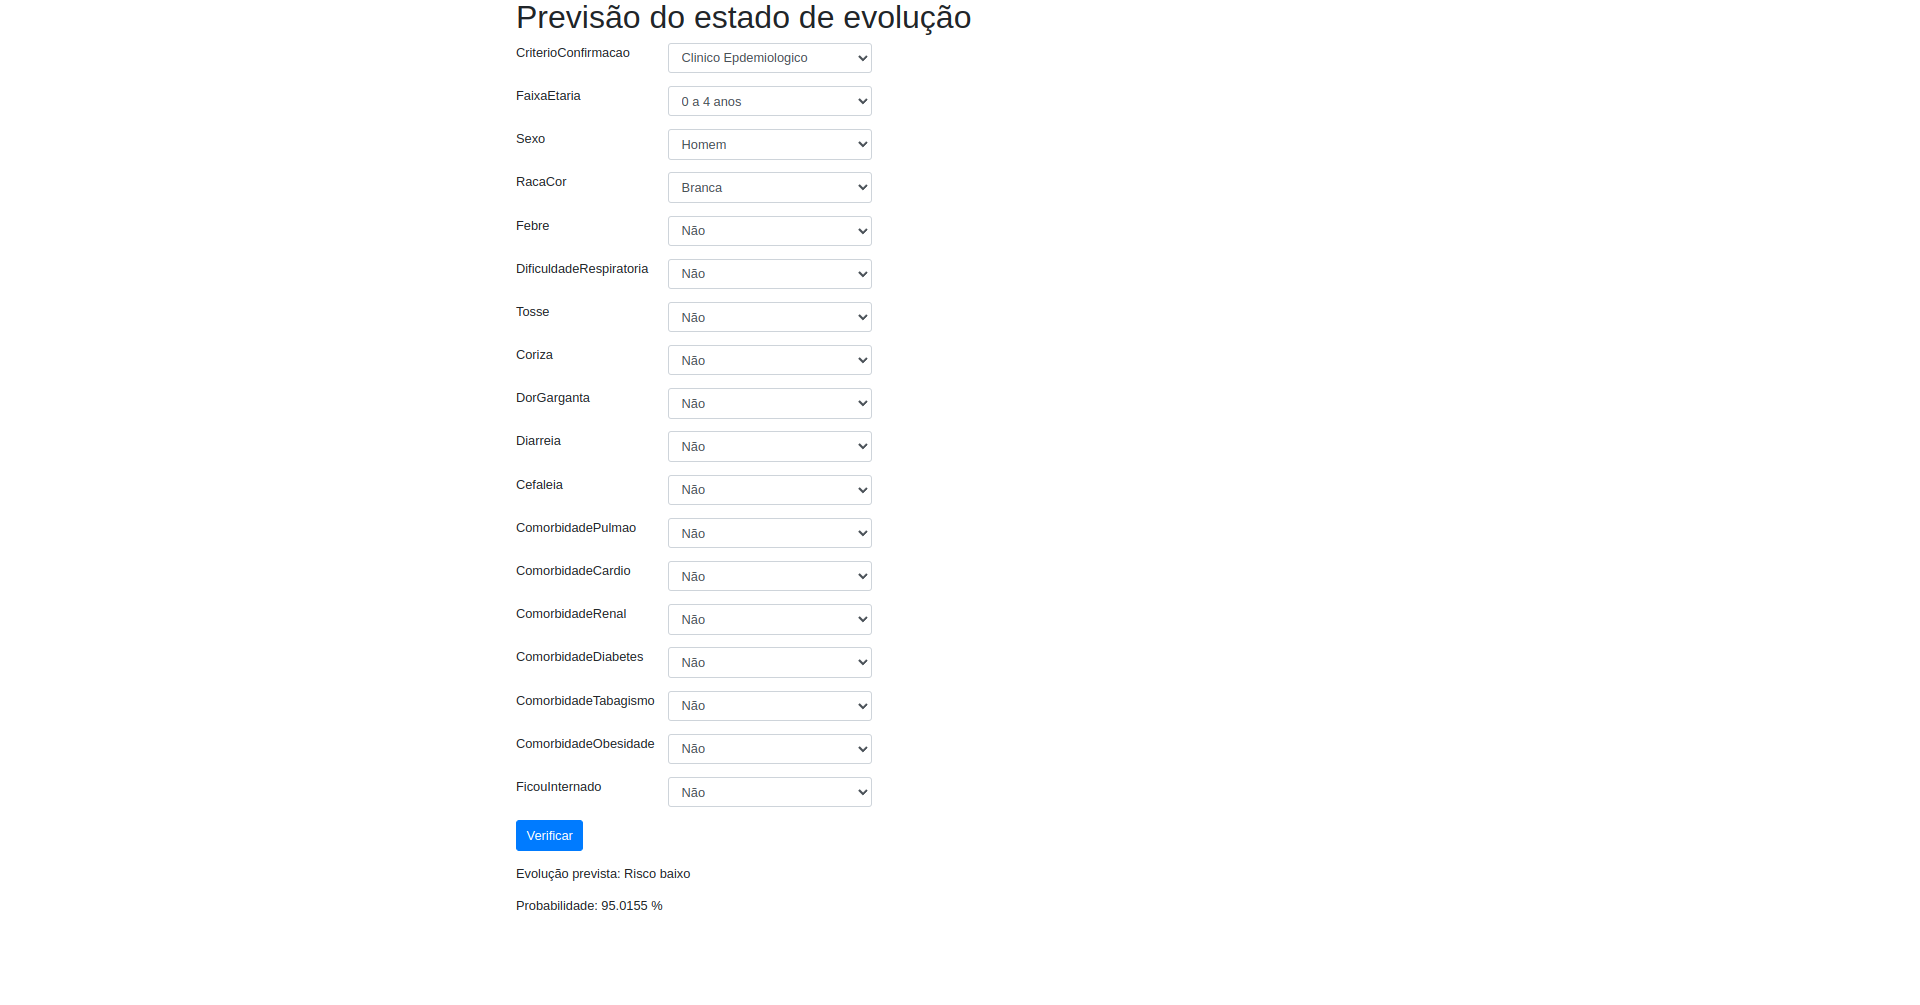 Previsão do estado de evolução
CriterioConfirmacao Clinico Epdemiologico
FaixaEtaria 0 a 4 anos
Sexo Homem
RacaCor Branca
Febre Não
DificuldadeRespiratoria Não
Tosse Não
Coriza Não
DorGarganta Não
Diarreia Não
Cefaleia Não
ComorbidadePulmao Não
ComorbidadeCardio Não
ComorbidadeRenal Não
ComorbidadeDiabetes Não
ComorbidadeTabagismo Não
ComorbidadeObesidade Não
FicouInternado Não
Verificar
Evolução prevista: Risco baixo
Probabilidade: 95.0155 %